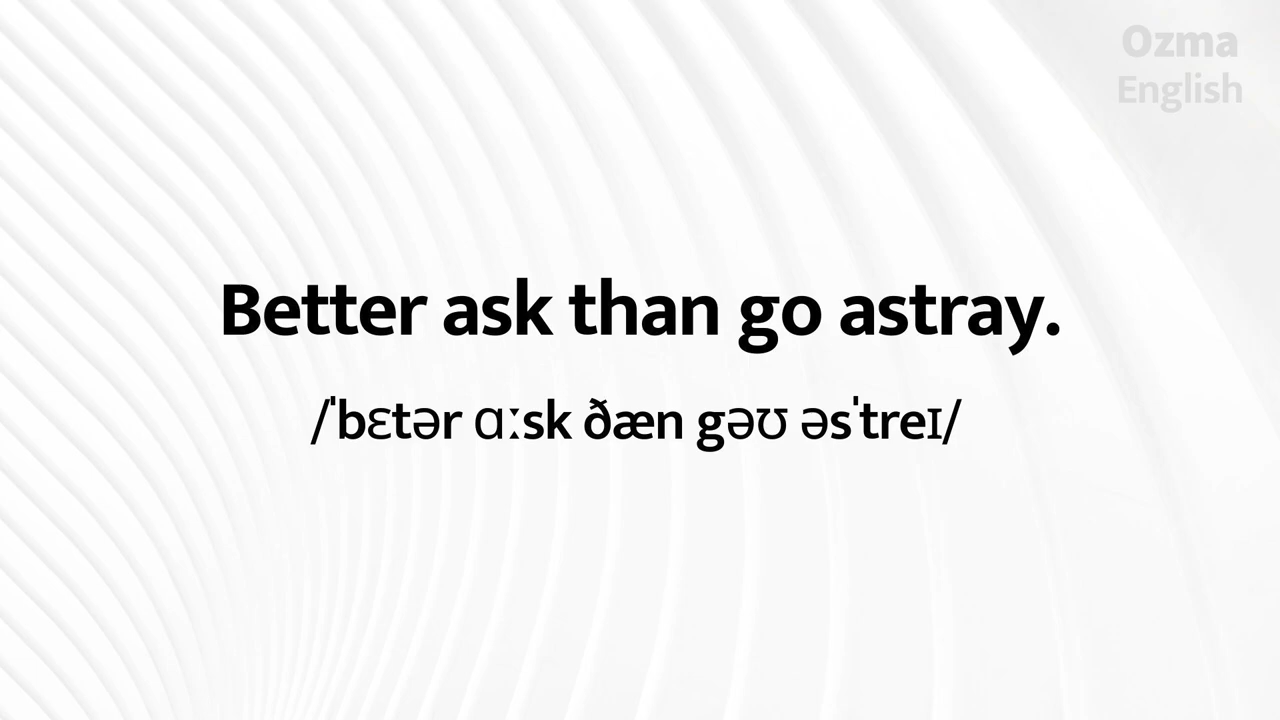 Ozma
English
Better ask than go astray.
/ˈbɛtər ɑːsk ðæn gəʊ əsˈtreɪ/